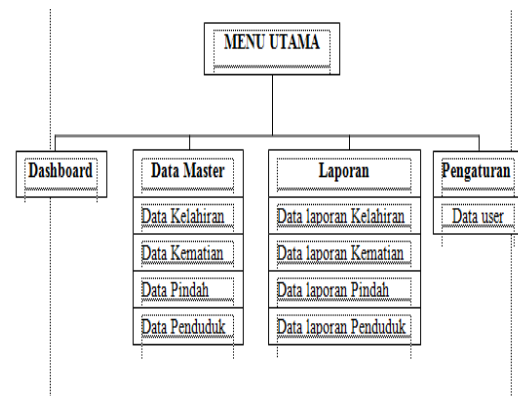 MENU UTAMA
Dashboard
Data Master
Data Kelahiran
Data Kematian
Data Pindah
Data Penduduk
Laporan
Data laporan Kelahiran
Data laporan Kematian
Data laporan Pindah
Data laporan Penduduk
Pengaturan
Data user